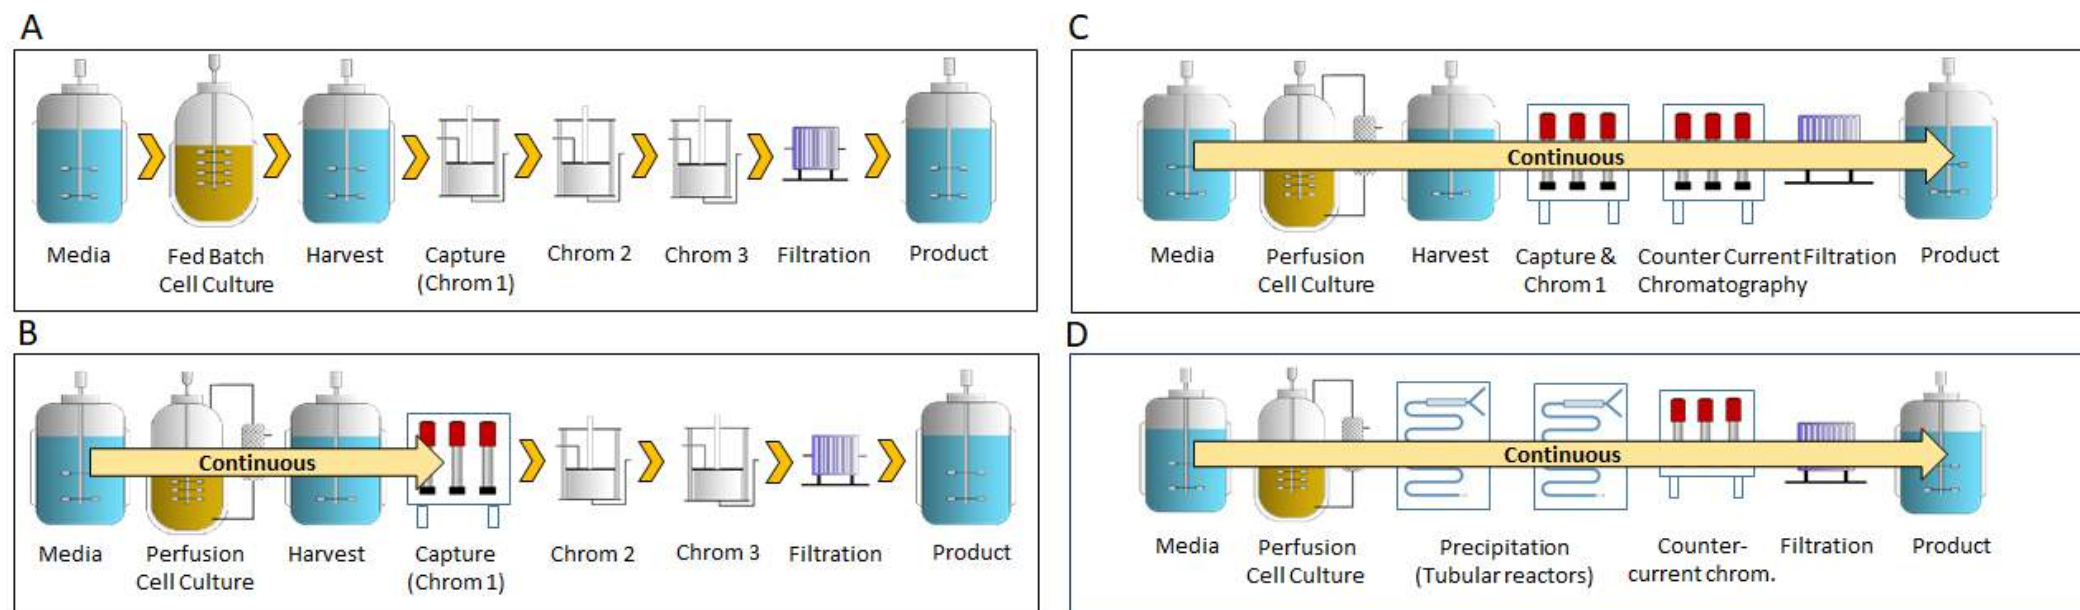 A
Media
Fed Batch
Cell Culture
Harvest
Capture
(Chrom 1)
Chrom 2
Chrom 3
Filtration
Product
B
Continuous
Media
Perfusion
Cell Culture
Harvest
Capture
(Chrom 1)
Chrom 2
Chrom 3
Filtration
Product
C
Continuous
Media
Perfusion
Cell Culture
Harvest
Capture &
Chrom 1
Counter Current
Chromatography
Filtration
Product
D
Continuous
Media
Perfusion
Cell Culture
Precipitation
(Tubular reactors)
Counter-
current chrom.
Filtration
Product